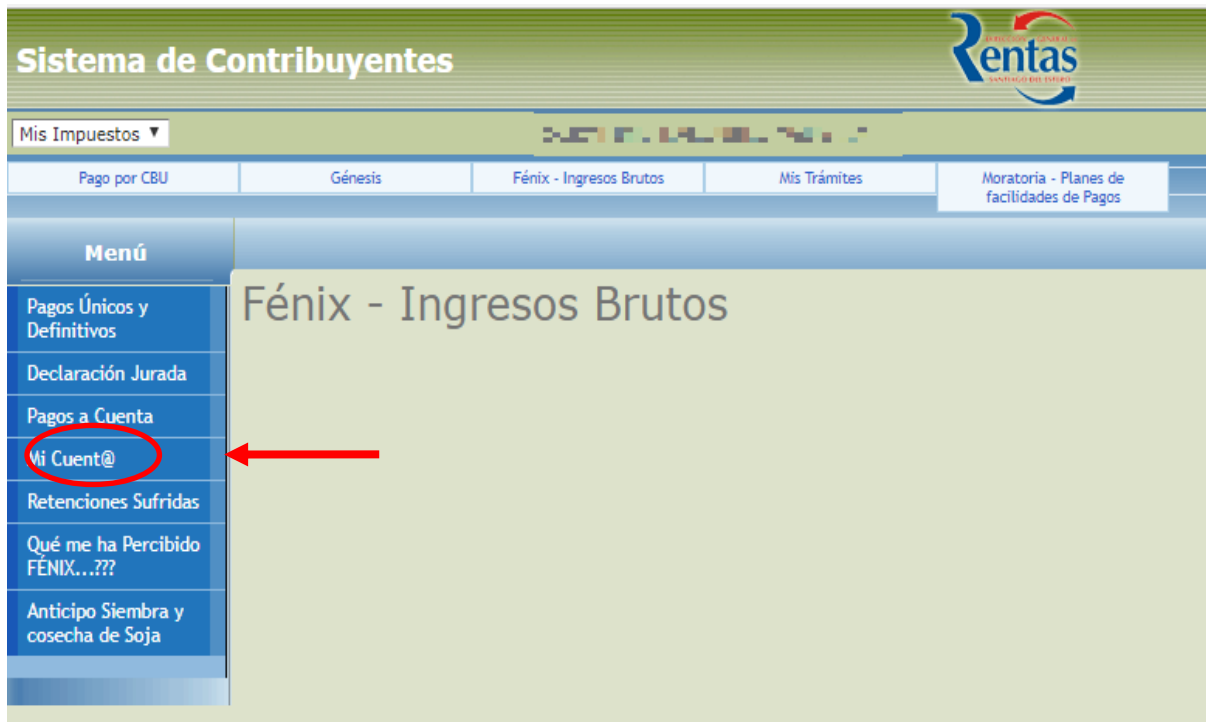 Sistema de Contribuyentes
DIRECCION GENERAL
Rentas
SANTIAGO DEL ESTERO
Mis Impuestos ▼
Pago por CBU
Génesis
Fénix - Ingresos Brutos
Mis Trámites
Moratoria - Planes de
facilidades de Pagos
Menú
Fénix - Ingresos Brutos
Pagos Únicos y
Definitivos
Declaración Jurada
Pagos a Cuenta
Mi Cuent@
Retenciones Sufridas
Qué me ha Percibido
FÉNIX...???
Anticipo Siembra y
cosecha de Soja